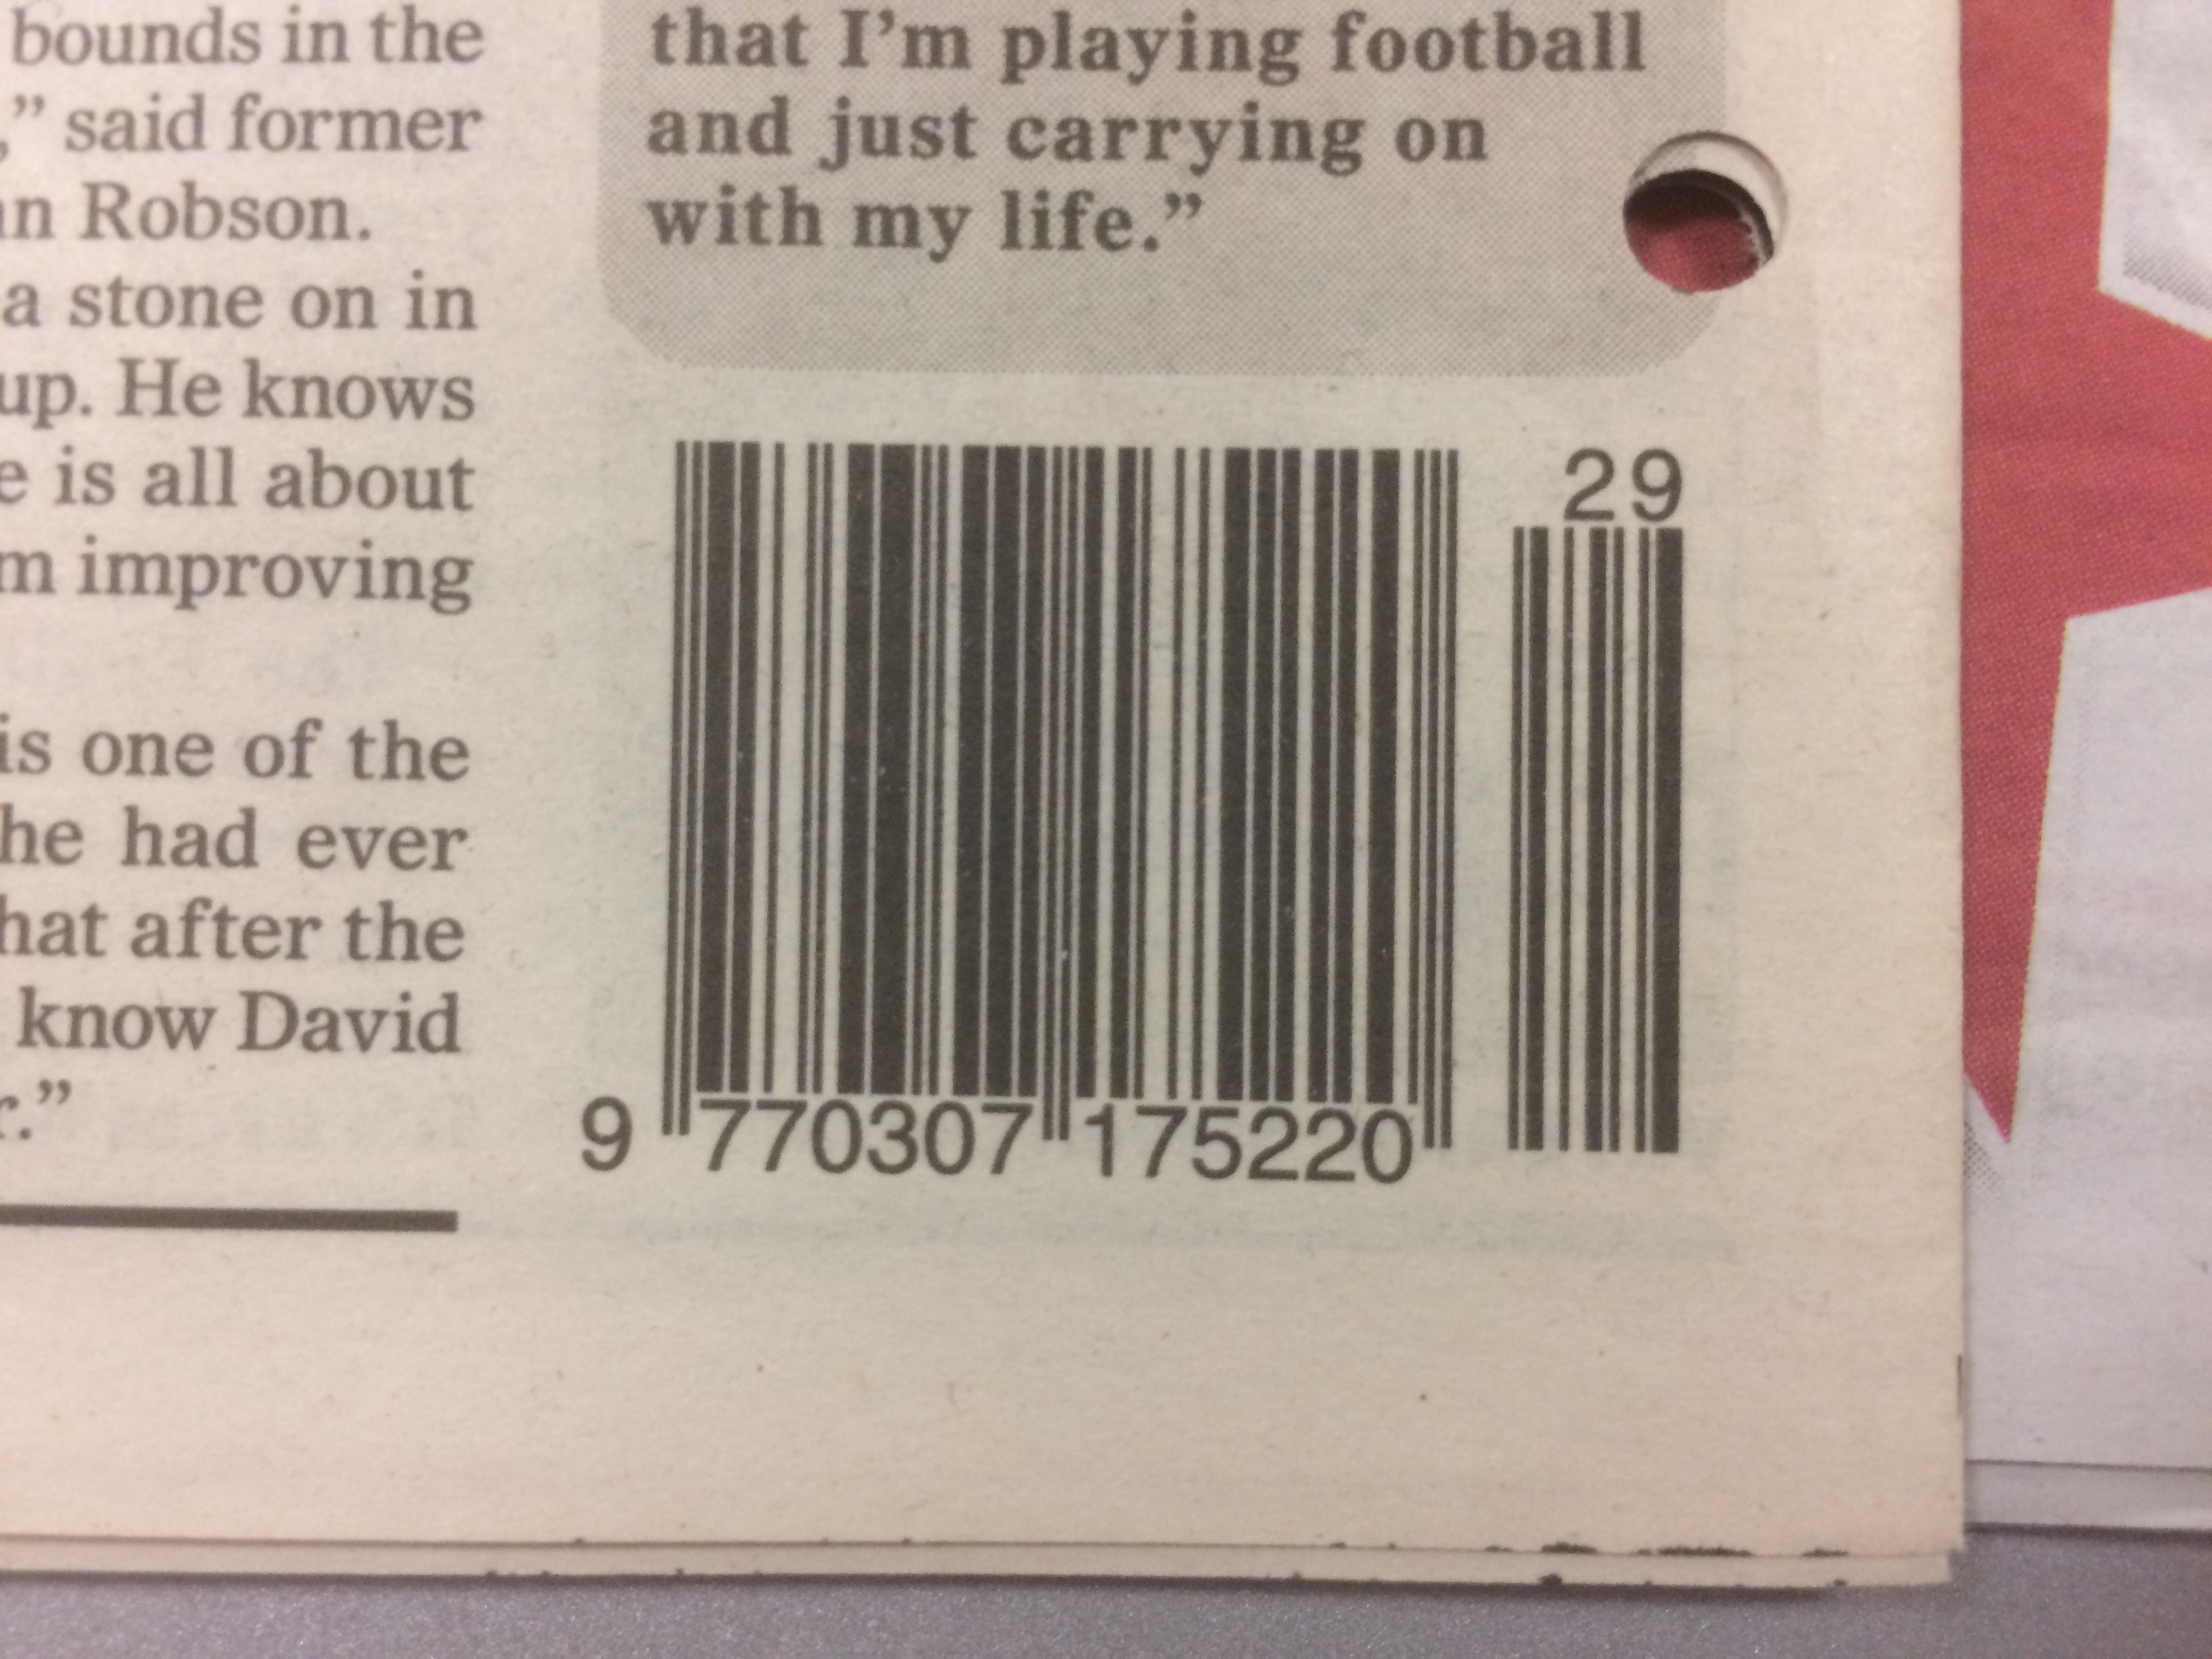 bounds in the
," said former
n Robson.
a stone on in
up. He knows
e is all about
m improving
is one of the
he had ever
hat after the
know David
r."
that I'm playing football
and just carrying on
with my life."
29
9 770307 175220